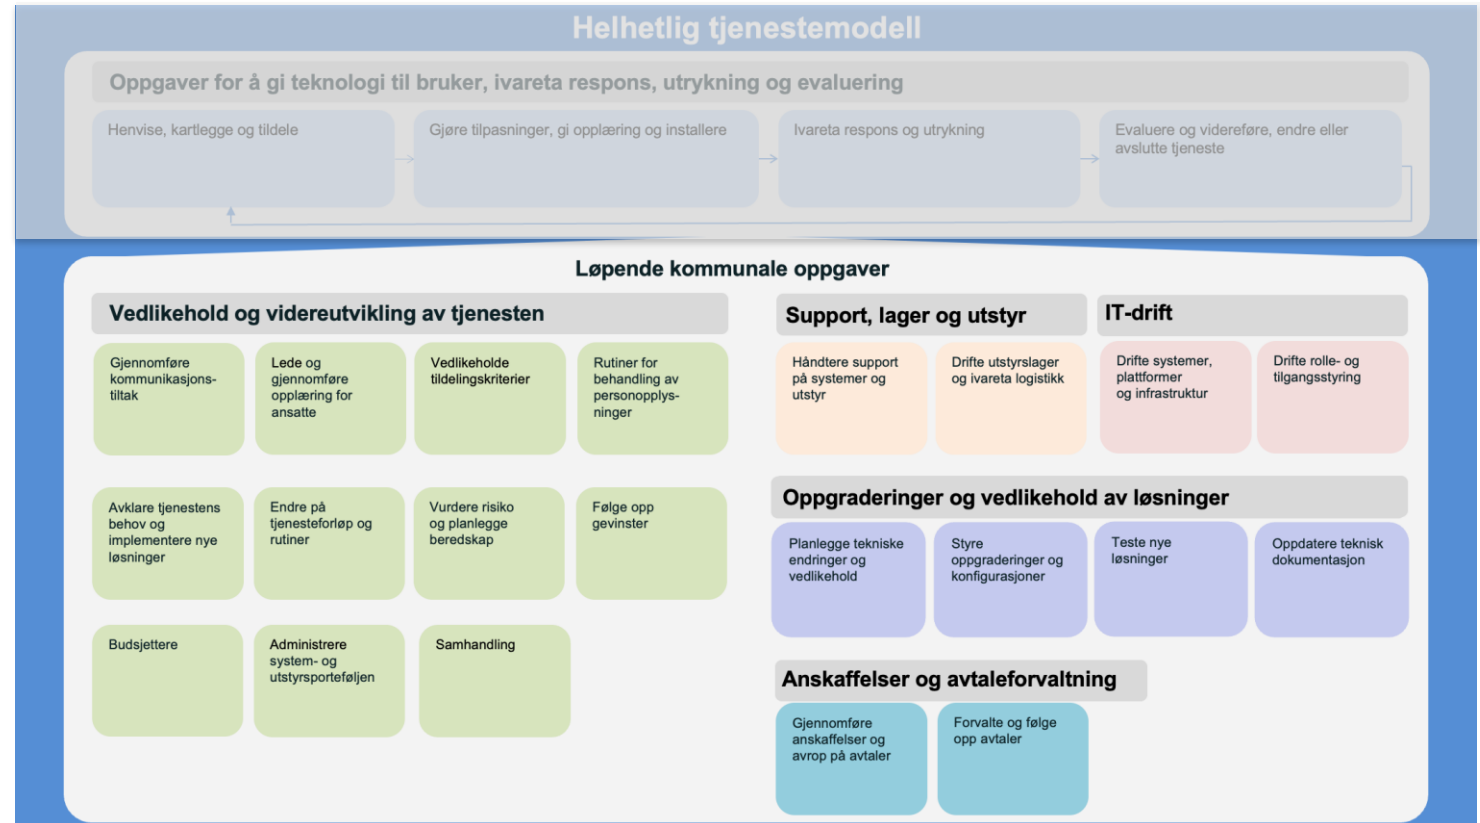 Helhetlig tjenestemodell
Oppgaver for å gi teknologi til bruker, ivareta respons, utrykning og evaluering
Henvise, kartlegge og tildele
Gjøre tilpasninger, gi opplæring og installere
Ivareta respons og utrykning
Evaluere og videreføre, endre eller
avslutte tjeneste
Løpende kommunale oppgaver
Vedlikehold og videreutvikling av tjenesten
Gjennomføre
kommunikasjons-
tiltak
Lede og
gjennomføre
opplæring for
ansatte
Vedlikeholde
tildelingskriterier
Rutiner for
behandling av
personopplys-
ninger
Avklare tjenestens
behov og
implementere nye
løsninger
Endre på
tjenesteforløp og
rutiner
Vurdere risiko
og planlegge
beredskap
Følge opp
gevinster
Budsjettere
Administrere
system- og
utstyrsporteføljen
Samhandling
Support, lager og utstyr
Håndtere support
på systemer og
utstyr
Drifte utstyrslager
og ivareta logistikk
IT-drift
Drifte systemer,
plattformer
og infrastruktur
Drifte rolle- og
tilgangsstyring
Oppgraderinger og vedlikehold av løsninger
Planlegge tekniske
endringer og
vedlikehold
Styre
oppgraderinger og
konfigurasjoner
Teste nye
løsninger
Oppdatere teknisk
dokumentasjon
Anskaffelser og avtaleforvaltning
Gjennomføre
anskaffelser og
avrop på avtaler
Forvalte og følge
opp avtaler